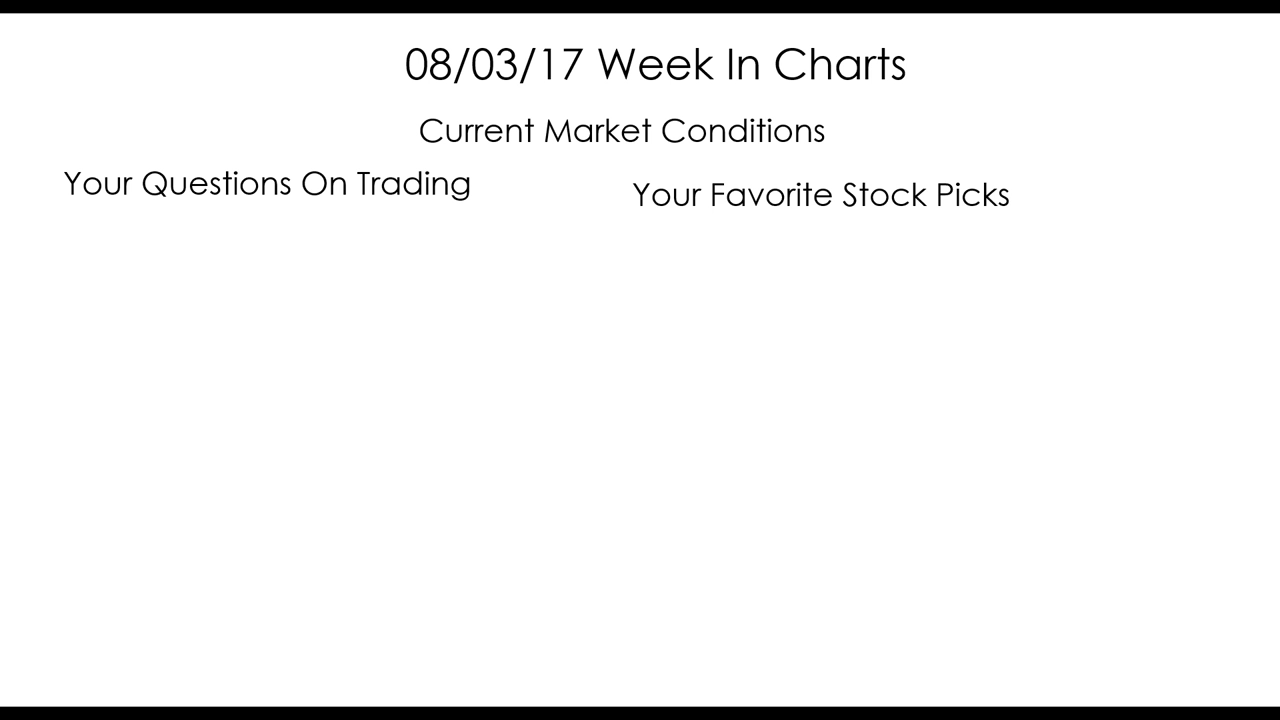 08/03/17 Week In Charts
Current Market Conditions
Your Questions On Trading
Your Favorite Stock Picks